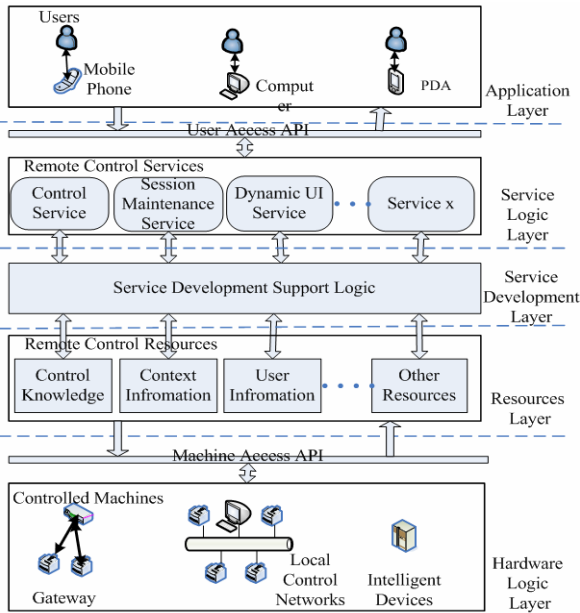 Users
Mobile
Phone
Comput
er
PDA
Application
Layer
User Access API
Remote Control Services
Control
Service
Session
Maintenance
Service
Dynamic UI
Service
Service x
Service
Logic
Layer
Service Development Support Logic
Service
Development
Layer
Remote Control Resources
Control
Knowledge
Context
Infromation
User
Infromation
Other
Resources
Resources
Layer
Machine Access API
Controlled Machines
Gateway
Local
Control
Networks
Intelligent
Devices
Hardware
Logic
Layer